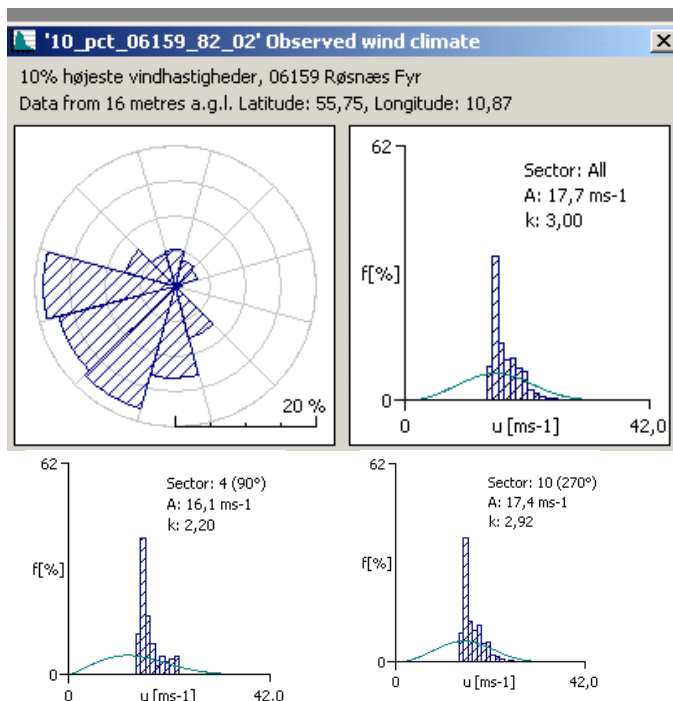 '10_pct_06159_82_02' Observed wind climate
10% højeste vindhastigheder, 06159 Røsnæs Fyr
Data from 16 metres a.g.l. Latitude: 55,75, Longitude: 10,87
20 %
62
Sector: All
A: 17,7 ms-1
k: 3,00
f[%]
0
0
u [ms-1]
42,0
62
Sector: 4 (90°)
A: 16,1 ms-1
k: 2,20
f[%]
0
0
u [ms-1]
42,0
62
Sector: 10 (270°)
A: 17,4 ms-1
k: 2,92
f[%]
0
0
u [ms-1]
42,0